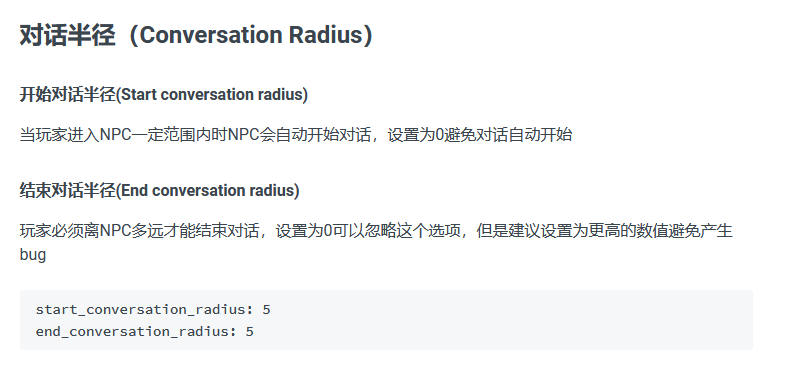 对话半径（Conversation Radius）
开始对话半径(Start conversation radius)
当玩家进入NPC一定范围内时NPC会自动开始对话，设置为0避免对话自动开始
结束对话半径(End conversation radius)
玩家必须离NPC多远才能结束对话，设置为0可以忽略这个选项，但是建议设置为更高的数值避免产生
bug
start_conversation_radius: 5
end_conversation_radius: 5